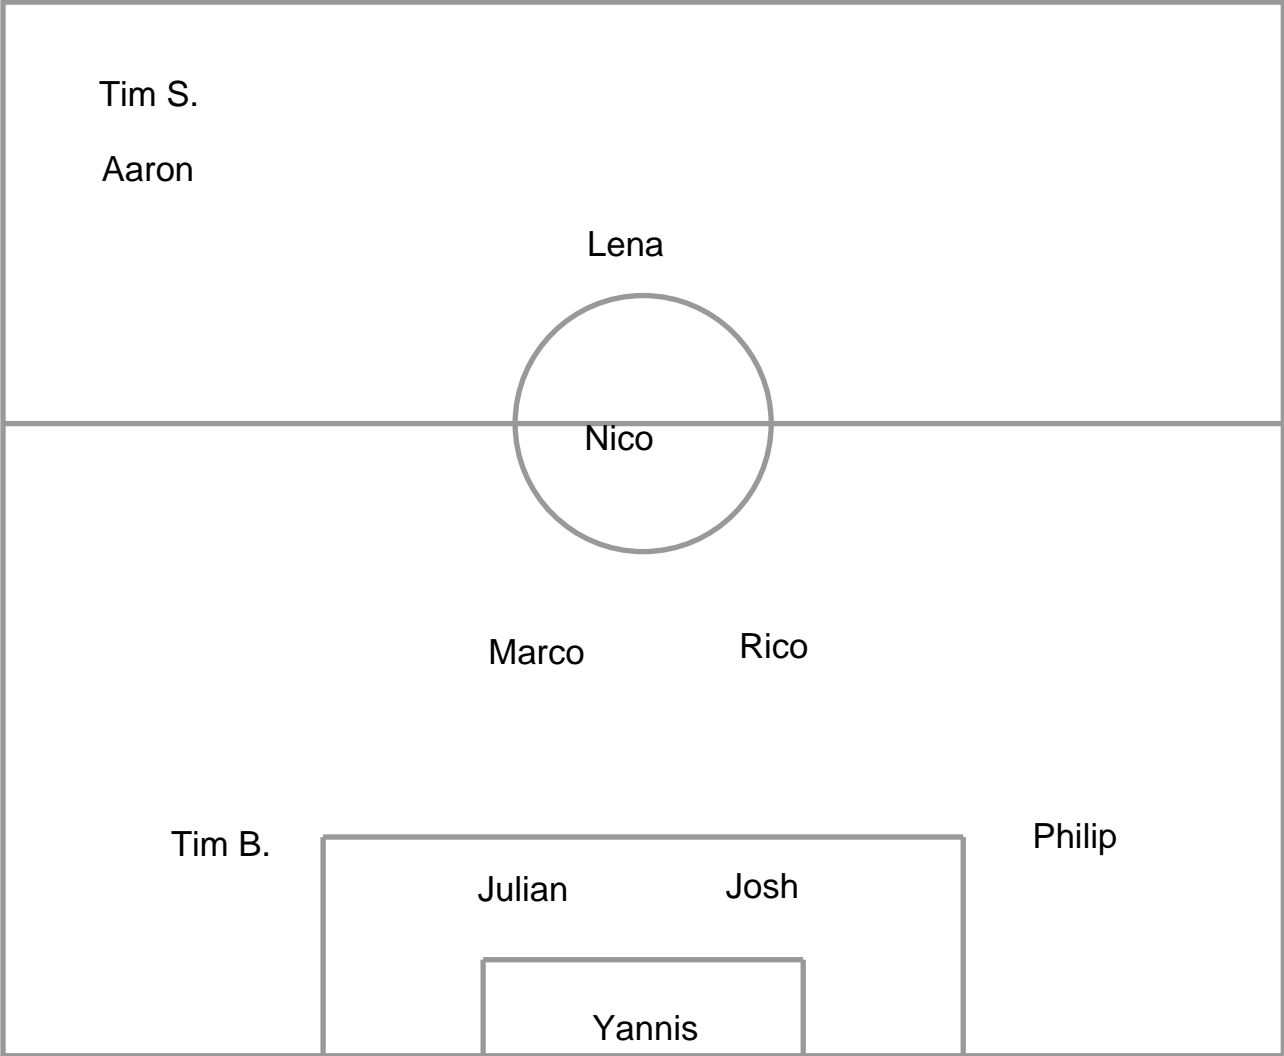 Tim S.
Aaron
Lena
Nico
Marco Rico
Tim B. Philip
Julian Josh
Yannis